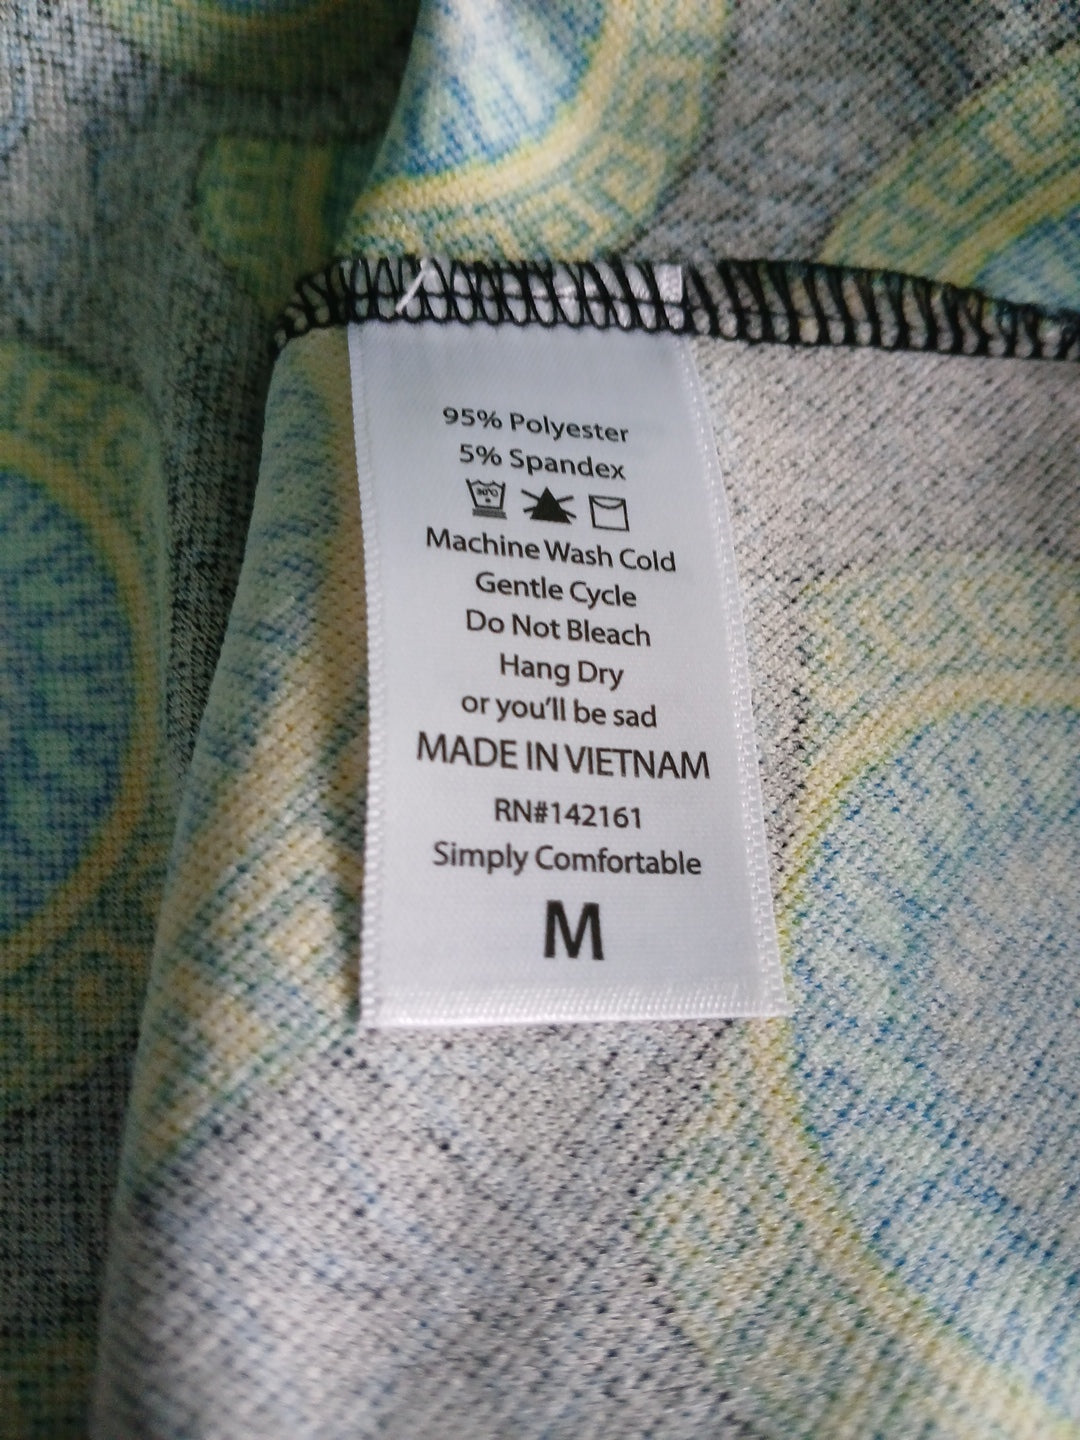 95% Polyester
5% Spandex
30°C
Machine Wash Cold
Gentle Cycle
Do Not Bleach
Hang Dry
or you'll be sad
MADE IN VIETNAM
RN#142161
Simply Comfortable
M